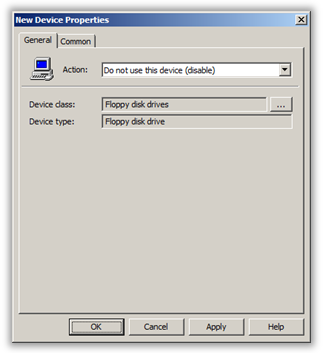 New Device Properties
General Common
Action: Do not use this device (disable)
Device class: Floppy disk drives ...
Device type: Floppy disk drive
OK Cancel Apply Help